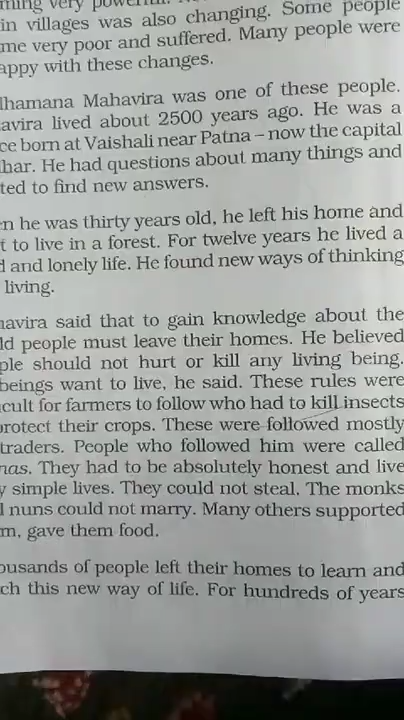 ming very powerful.
in villages was also changing. Some people
me very poor and suffered. Many people were
appy with these changes.
lhamana Mahavira was one of these people.
avira lived about 2500 years ago. He was a
ce born at Vaishali near Patna – now the capital
har. He had questions about many things and
ted to find new answers.
n he was thirty years old, he left his home and
t to live in a forest. For twelve years he lived a
d and lonely life. He found new ways of thinking
living.
avira said that to gain knowledge about the
ld people must leave their homes. He believed
ple should not hurt or kill any living being.
beings want to live, he said. These rules were
cult for farmers to follow who had to kill insects
protect their crops. These were followed mostly
traders. People who followed him were called
nas. They had to be absolutely honest and live
y simple lives. They could not steal. The monks
l nuns could not marry. Many others supported
m, gave them food.
ousands of people left their homes to learn and
ch this new way of life. For hundreds of years